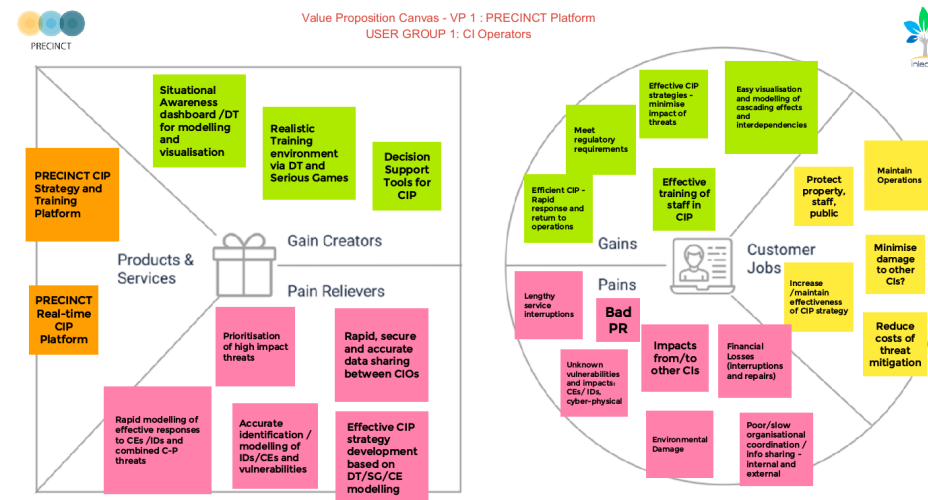 Value Proposition Canvas - VP 1 : PRECINCT Platform
USER GROUP 1: CI Operators
PRECINCT
inlec
Situational
Awareness
dashboard /DT
for modelling
and
visualisation
Realistic
Training
environment
via DT and
Serious Games
Decision
Support
Tools for
CIP
PRECINCT CIP
Strategy and
Training
Platform
Gain Creators
Products &
Services
Pain Relievers
PRECINCT
Real-time
CIP
Platform
Prioritisation
of high impact
threats
Rapid, secure
and accurate
data sharing
between CIOs
Rapid modelling of
effective responses
to CEs /IDs and
combined C-P
threats
Accurate
identification /
modelling of
IDs/CEs and
vulnerabilities
Effective CIP
strategy
development
based on
DT/SG/CE
modelling
Effective CIP
strategies -
minimise
impact of
threats
Easy visualisation
and modelling of
cascading effects
and
interdependencies
Meet
regulatory
requirements
Efficient CIP -
Rapid
response and
return to
operations
Effective
training of
staff in
CIP
Gains
Pains
Customer
Jobs
Protect
property,
staff,
public
Maintain
Operations
Minimise
damage
to other
CIs?
Increase
/maintain
effectiveness
of CIP strategy
Reduce
costs of
threat
mitigation
Lengthy
service
interruptions
Bad
PR
Impacts
from/to
other CIs
Financial
Losses
(interruptions
and repairs)
Unknown
vulnerabilities
and impacts:
CEs/ IDs,
cyber-physical
Environmental
Damage
Poor/slow
organisational
coordination /
info sharing -
internal and
external